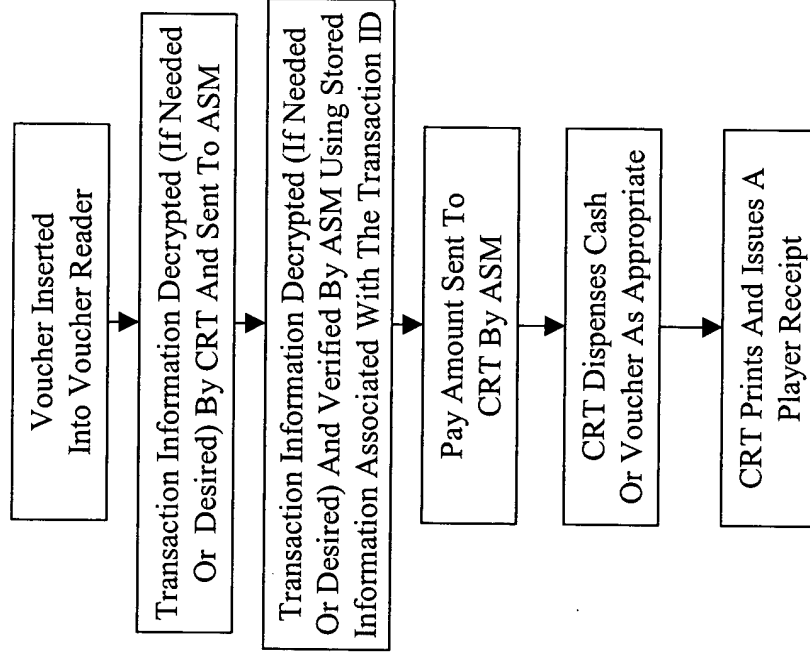 Voucher Inserted
Into Voucher Reader
Transaction Information Decrypted (If Needed
Or Desired) By CRT And Sent To ASM
Transaction Information Decrypted (If Needed
Or Desired) And Verified By ASM Using Stored
Information Associated With The Transaction ID
Pay Amount Sent To
CRT By ASM
CRT Dispenses Cash
Or Voucher As Appropriate
CRT Prints And Issues A
Player Receipt